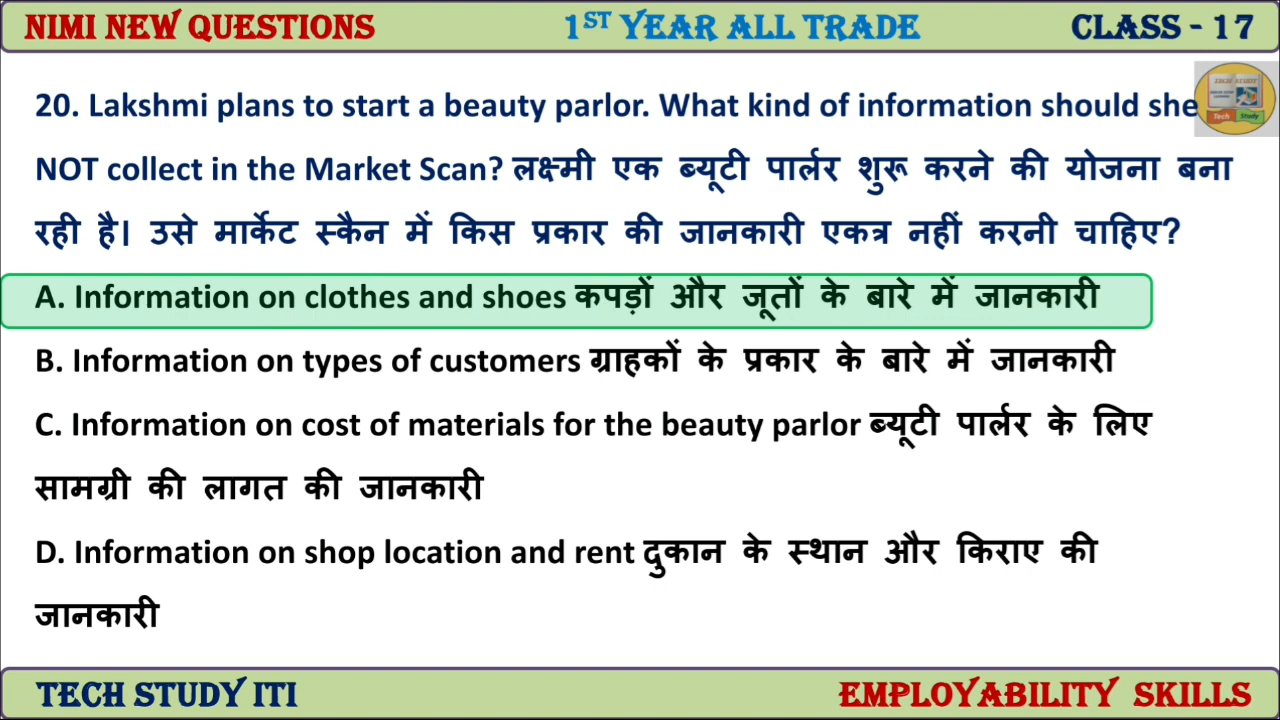 NIMI NEW QUESTIONS 1ST YEAR ALL TRADE CLASS - 17
20. Lakshmi plans to start a beauty parlor. What kind of information should she
NOT collect in the Market Scan? लक्ष्मी एक ब्यूटी पार्लर शुरू करने की योजना बना
रही है। उसे मार्केट स्कैन में किस प्रकार की जानकारी एकत्र नहीं करनी चाहिए?
A. Information on clothes and shoes कपड़ों और जूतों के बारे में जानकारी
B. Information on types of customers ग्राहकों के प्रकार के बारे में जानकारी
C. Information on cost of materials for the beauty parlor ब्यूटी पार्लर के लिए
सामग्री की लागत की जानकारी
D. Information on shop location and rent दुकान के स्थान और किराए की
जानकारी
TECH STUDY ITI EMPLOYABILITY SKILLS
Tech Study